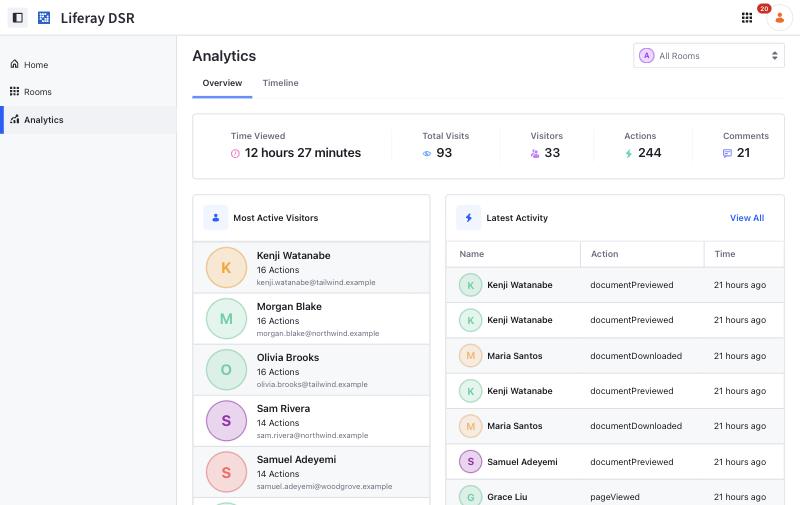 Liferay DSR
20
Home
Rooms
Analytics
Analytics
A All Rooms
Overview Timeline
Time Viewed
12 hours 27 minutes
Total Visits
93
Visitors
33
Actions
244
Comments
21
Most Active Visitors
K
Kenji Watanabe
16 Actions
kenji.watanabe@tailwind.example
M
Morgan Blake
16 Actions
morgan.blake@northwind.example
O
Olivia Brooks
16 Actions
olivia.brooks@tailwind.example
S
Sam Rivera
14 Actions
sam.rivera@northwind.example
S
Samuel Adeyemi
14 Actions
samuel.adeyemi@woodgrove.example
Latest Activity View All
Name Action Time
K Kenji Watanabe documentPreviewed 21 hours ago
K Kenji Watanabe documentPreviewed 21 hours ago
M Maria Santos documentDownloaded 21 hours ago
K Kenji Watanabe documentPreviewed 21 hours ago
M Maria Santos documentDownloaded 21 hours ago
S Samuel Adeyemi documentPreviewed 21 hours ago
G Grace Liu pageViewed 21 hours ago